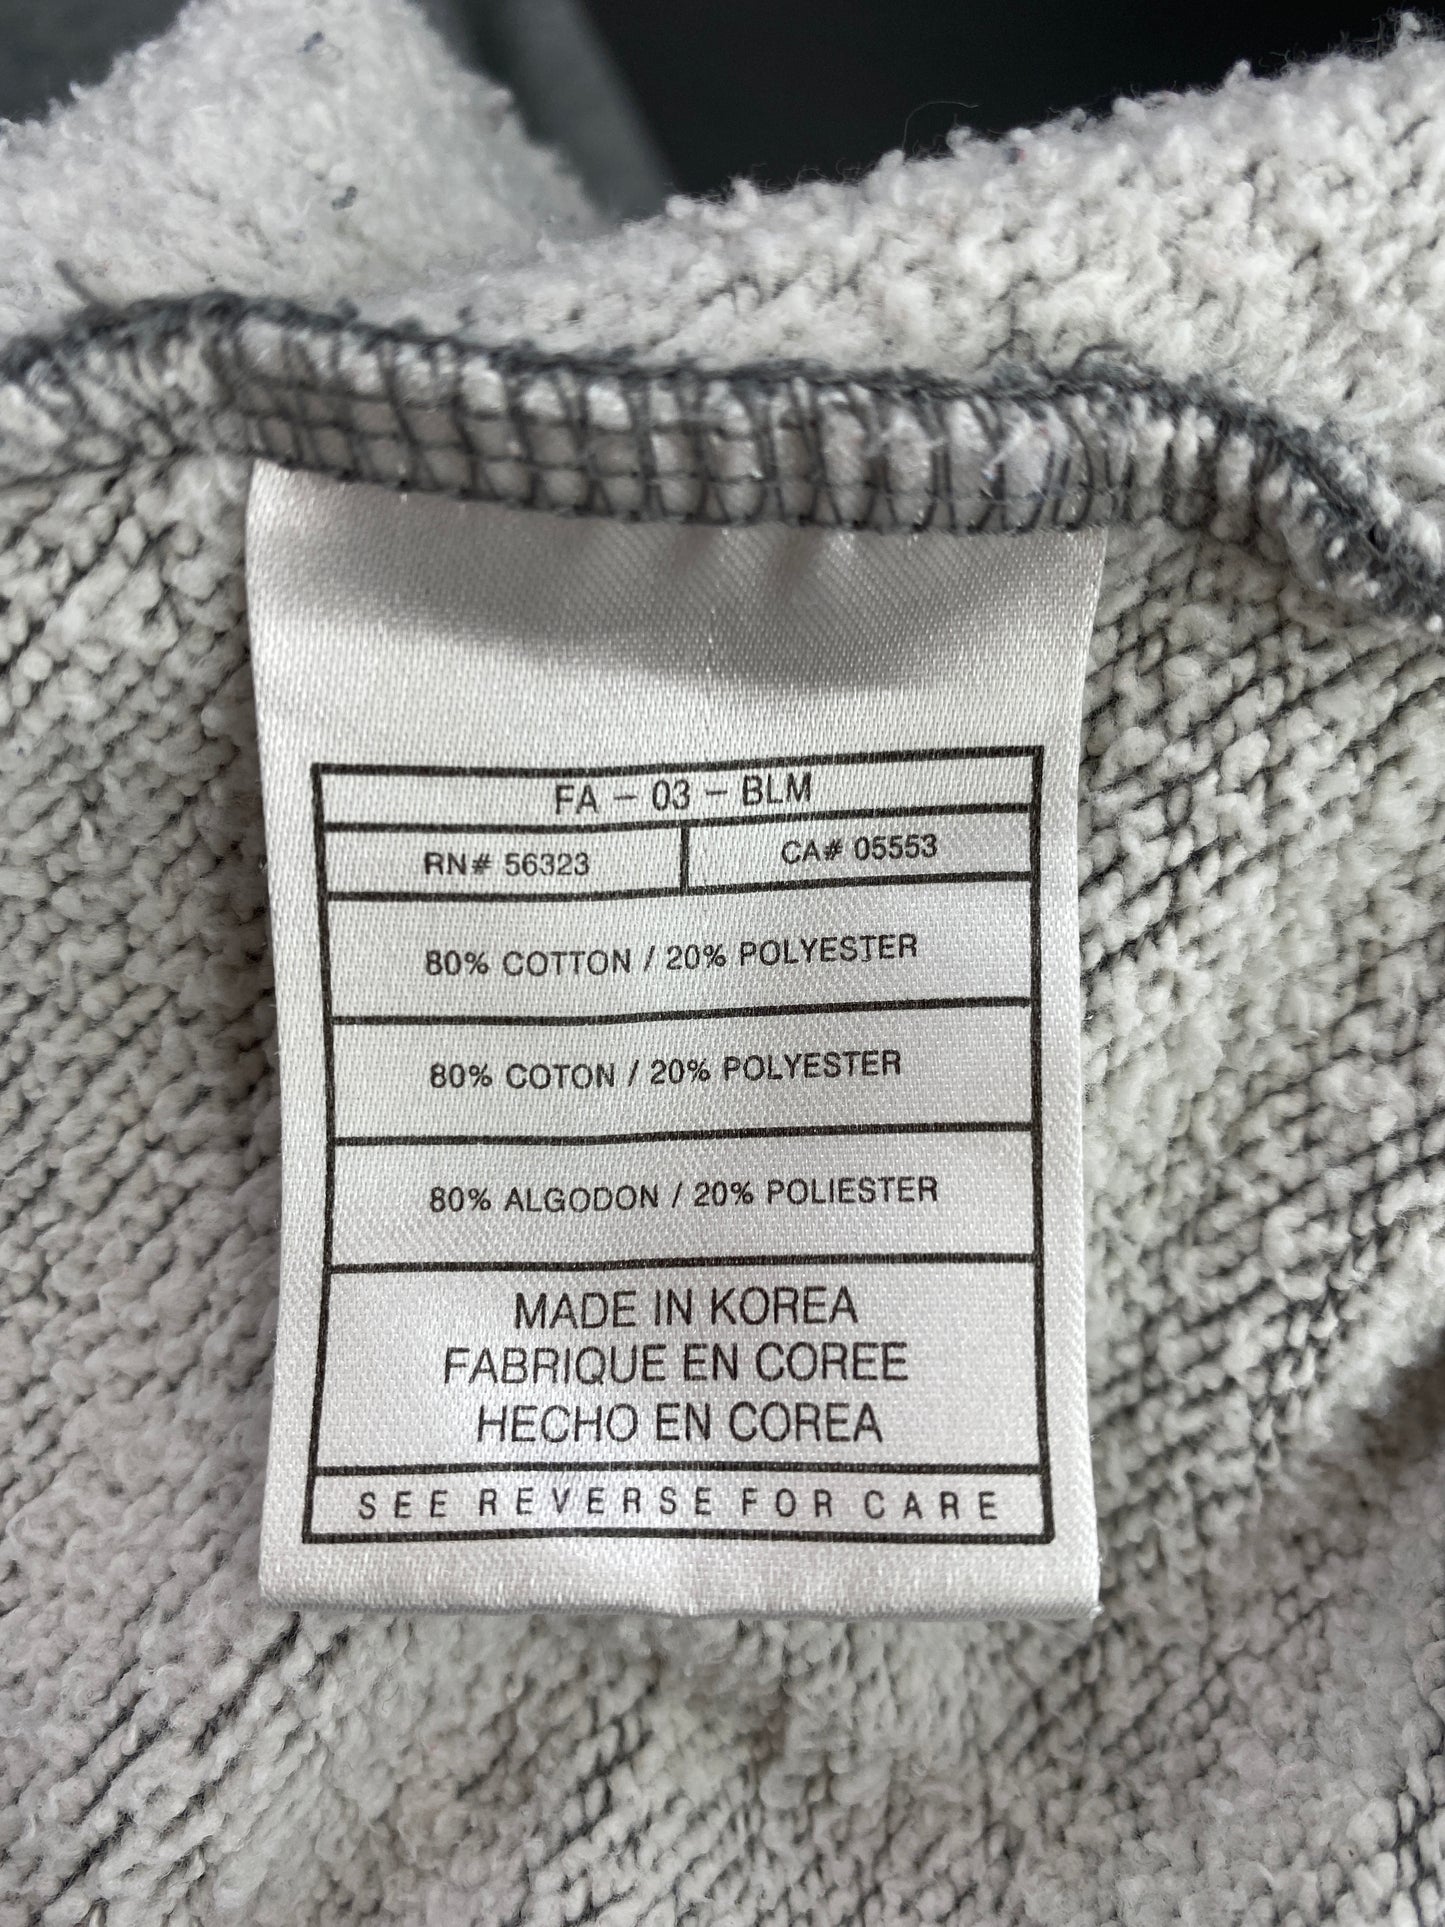 FA - 03 - BLM
RN# 56323
CA# 05553
80% COTTON / 20% POLYESTER
80% COTON / 20% POLYESTER
80% ALGODON / 20% POLIESTER
MADE IN KOREA
FABRIQUE EN COREE
HECHO EN COREA
SEE REVERSE FOR CARE